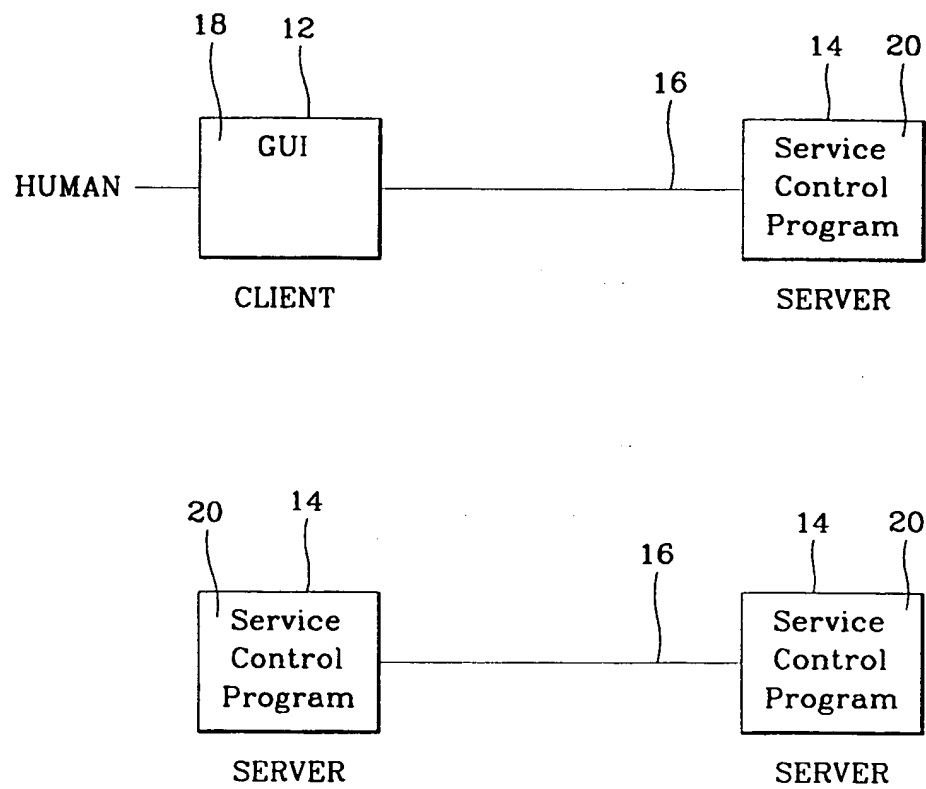 18 12 14 20
16
GUI
HUMAN
Service
Control
Program
CLIENT
SERVER
20 14 14 20
16
Service
Control
Program
Service
Control
Program
SERVER
SERVER